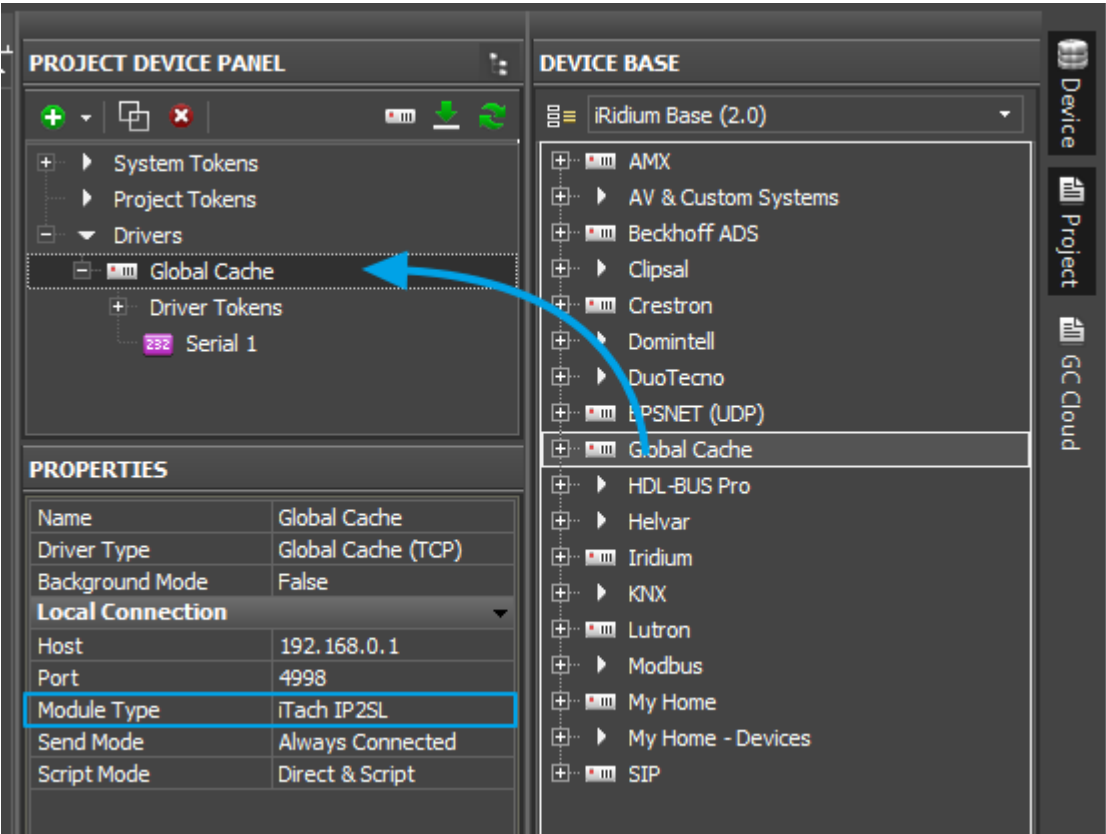 PROJECT DEVICE PANEL
System Tokens
Project Tokens
Drivers
Global Cache
Driver Tokens
232 Serial 1
PROPERTIES
Name Global Cache
Driver Type Global Cache (TCP)
Background Mode False
Local Connection
Host 192.168.0.1
Port 4998
Module Type iTach IP2SL
Send Mode Always Connected
Script Mode Direct & Script
DEVICE BASE
iRidium Base (2.0)
AMX
AV & Custom Systems
Beckhoff ADS
Clipsal
Crestron
Domintell
DuoTecno
EPSNET (UDP)
Global Cache
HDL-BUS Pro
Helvar
Iridium
KNX
Lutron
Modbus
My Home
My Home - Devices
SIP
Device
Project
GC Cloud